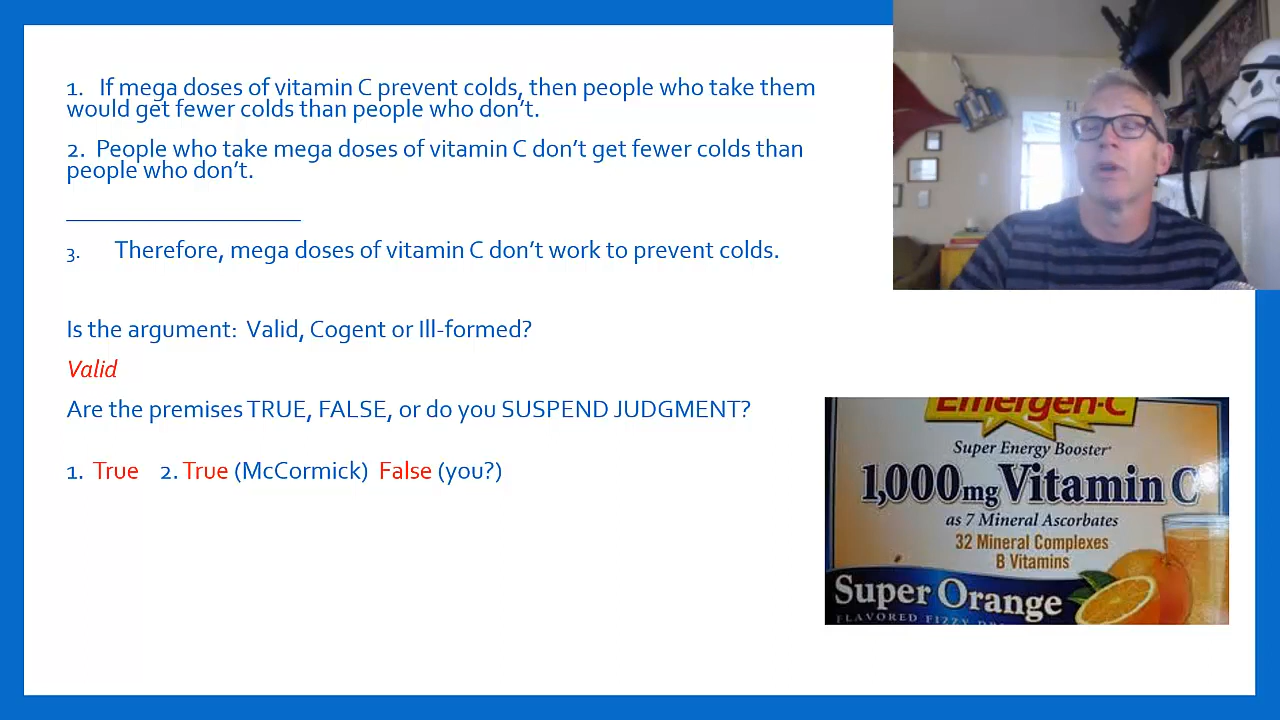 1. If mega doses of vitamin C prevent colds, then people who take them
would get fewer colds than people who don't.
2. People who take mega doses of vitamin C don't get fewer colds than
people who don't.
3. Therefore, mega doses of vitamin C don't work to prevent colds.
Is the argument: Valid, Cogent or Ill-formed?
Valid
Are the premises TRUE, FALSE, or do you SUSPEND JUDGMENT?
1. True 2. True (McCormick) False (you?)
Emergen-C
Super Energy Booster
1,000mg Vitamin C
as 7 Mineral Ascorbates
32 Mineral Complexes
B Vitamins
Super Orange
FLAVORED FIZZY